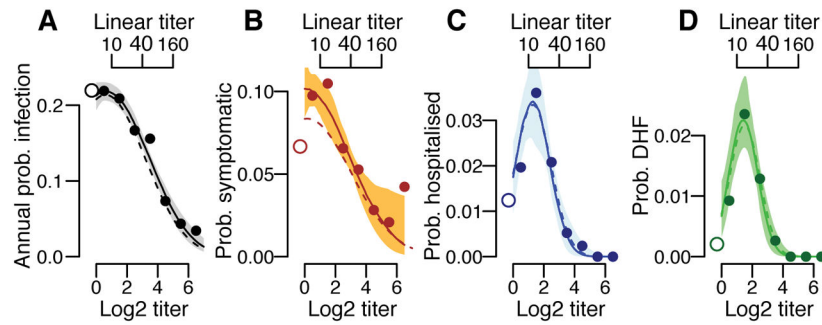 A
Linear titer
10 40 160
Annual prob. infection
0.2
0.1
0.0
0 2 4 6
Log2 titer
B
Linear titer
10 40 160
Prob. symptomatic
0.10
0.05
0.00
0 2 4 6
Log2 titer
C
Linear titer
10 40 160
Prob. hospitalised
0.03
0.02
0.01
0.00
0 2 4 6
Log2 titer
D
Linear titer
10 40 160
Prob. DHF
0.02
0.01
0.00
0 2 4 6
Log2 titer